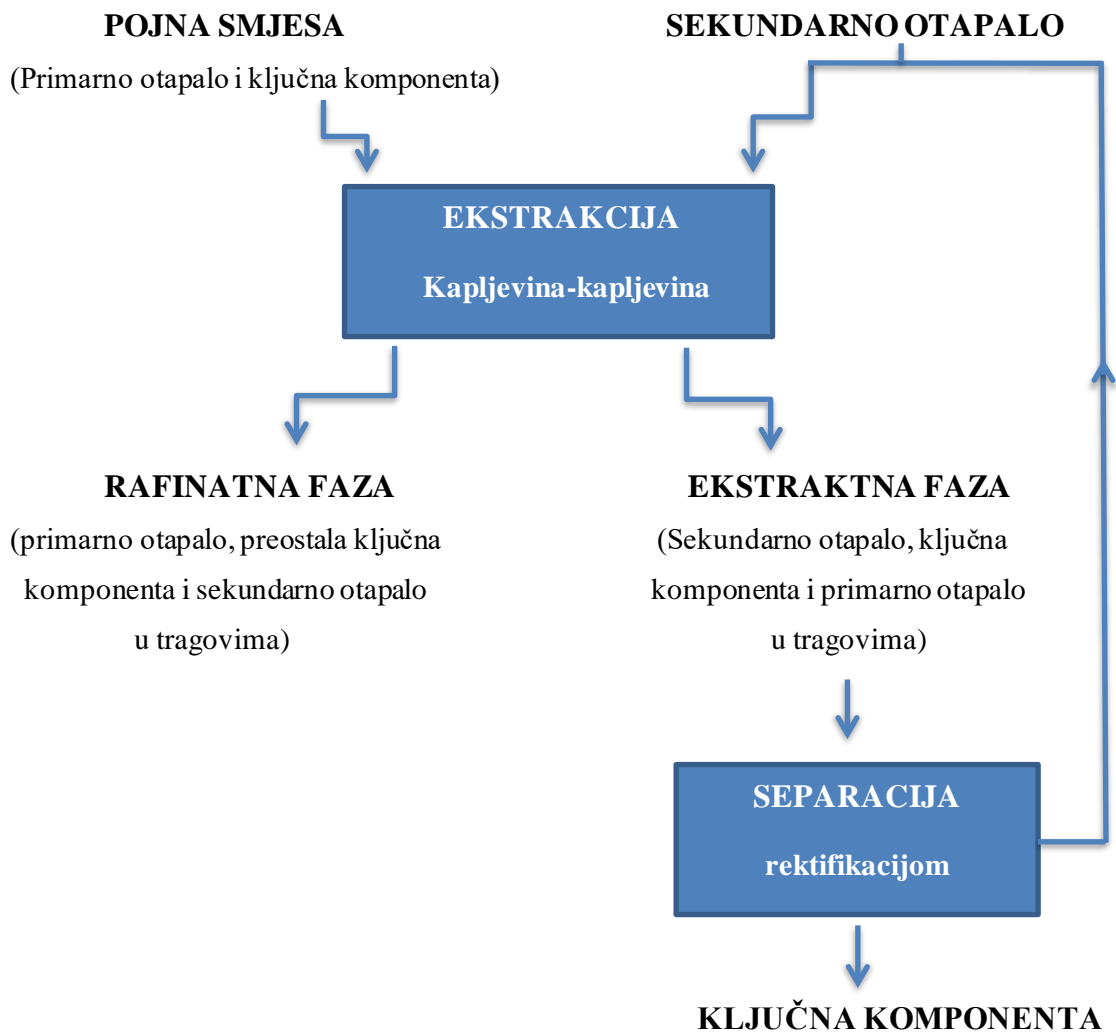 POJNA SMJESA
(Primarno otapalo i ključna komponenta)
SEKUNDARNO OTAPALO
EKSTRAKCIJA
Kapljevina-kapljevina
RAFINATNA FAZA
(primarno otapalo, preostala ključna
komponenta i sekundarno otapalo
u tragovima)
EKSTRAKTNA FAZA
(Sekundarno otapalo, ključna
komponenta i primarno otapalo
u tragovima)
SEPARACIJA
rektifikacijom
KLJUČNA KOMPONENTA